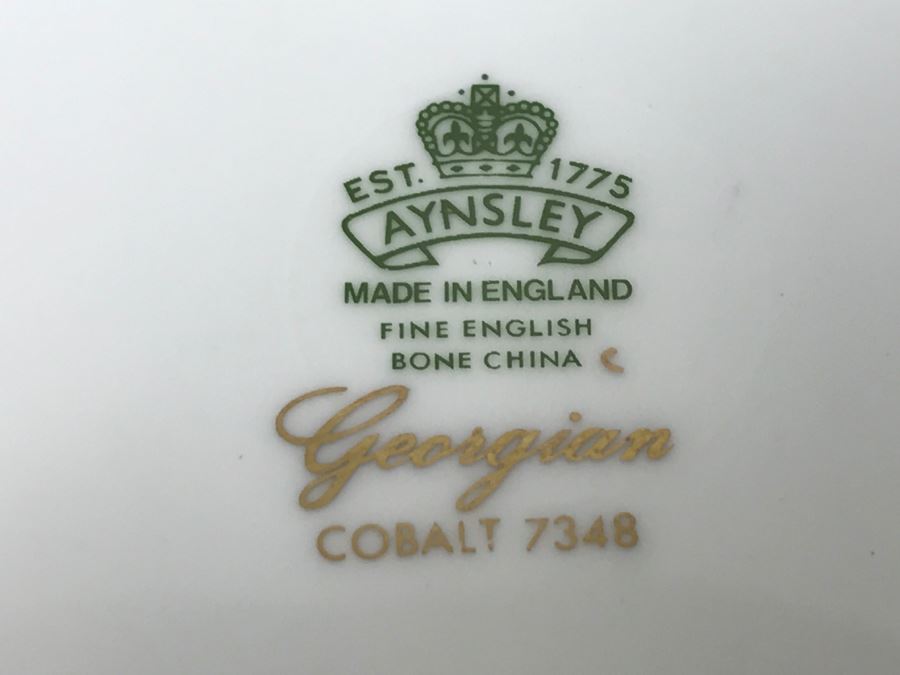 EST. 1775
AYNSLEY
MADE IN ENGLAND
FINE ENGLISH
BONE CHINA C
Georgian
COBALT 7348